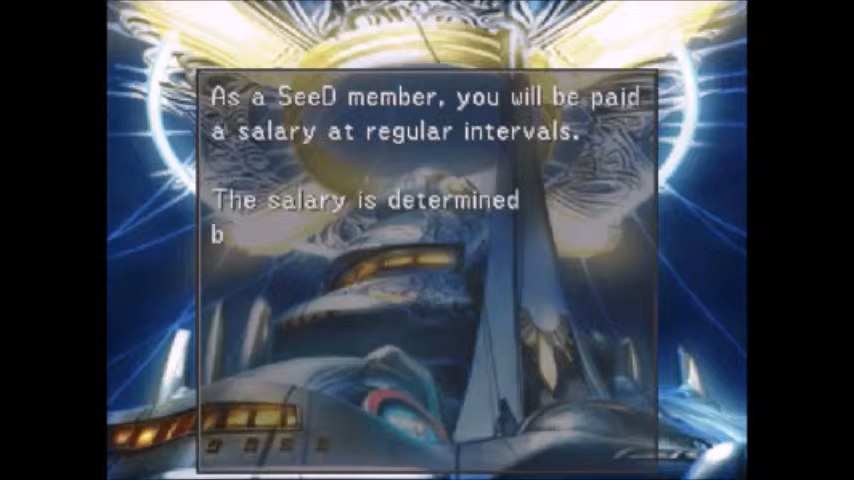 As a SeeD member, you will be paid
a salary at regular intervals.
The salary is determined
b